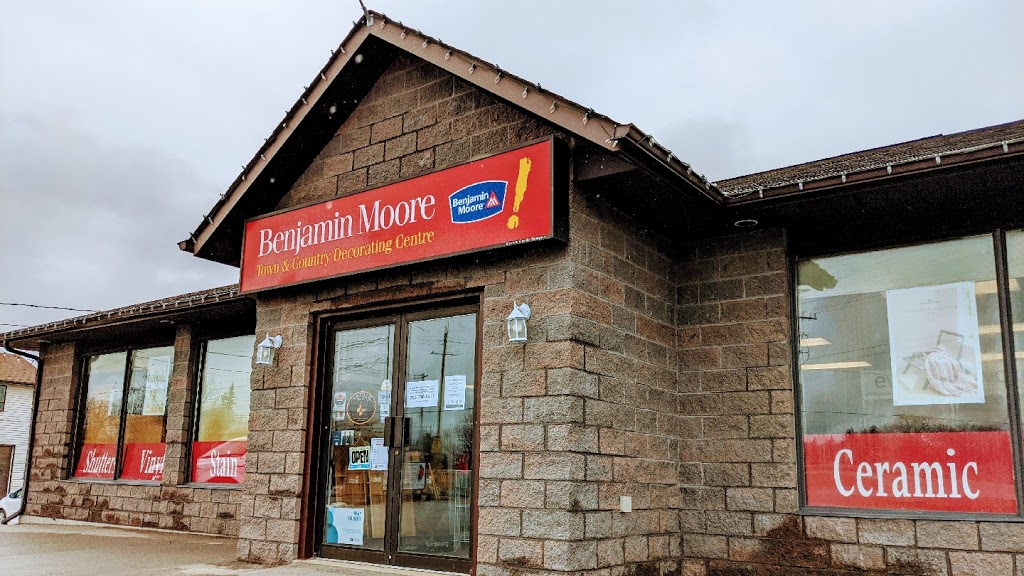 Benjamin Moore
Town & Country Decorating Centre
Benjamin
Moore
Shutter
Vinyl
Stain
OPEN
Ceramic